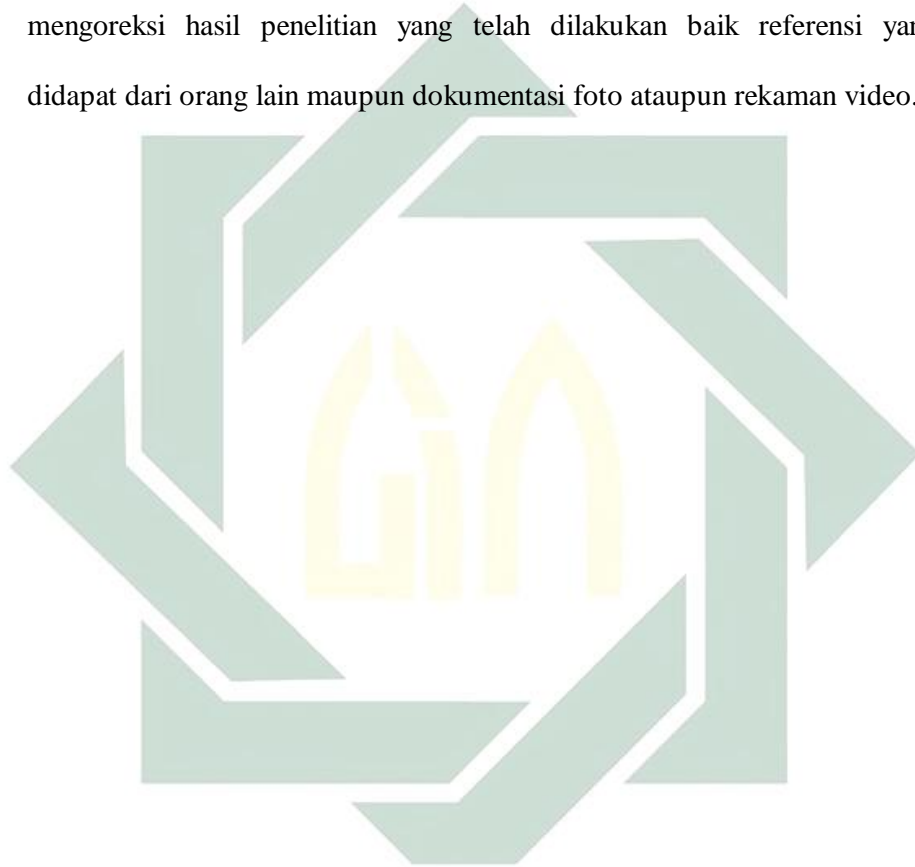 mengoreksi hasil penelitian yang telah dilakukan baik referensi yan
didapat dari orang lain maupun dokumentasi foto ataupun rekaman video.